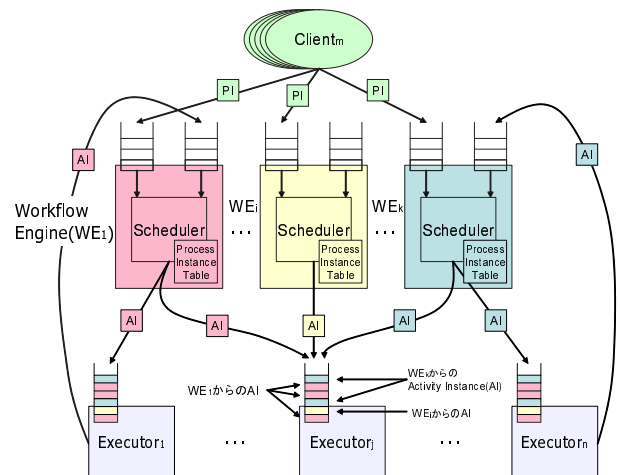 Clientm
PI
PI
PI
AI
AI
Workflow
Engine(WE1)
WEi
WEk
Scheduler
Scheduler
Scheduler
Process
Instance
Table
Process
Instance
Table
Process
Instance
Table
...
...
AI
AI
AI
AI
AI
WE1からのAI
WEkからの
Activity Instance(AI)
WEiからのAI
Executor1
...
Executorj
...
Executorn